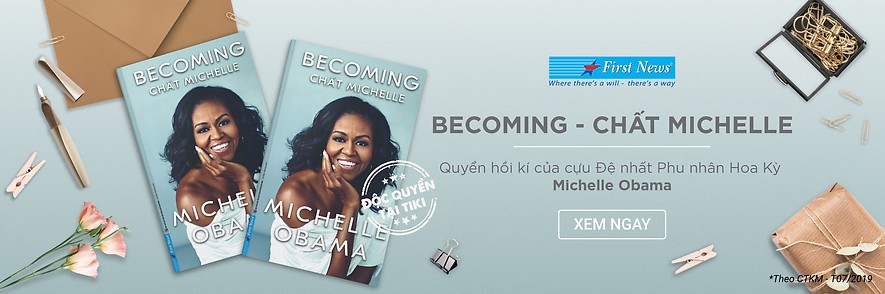 BECOMING
CHẤT MICHELLE
BECOMING
CHẤT MICHELLE
MICHELLE
OBAMA
ĐỘC QUYỀN
TẠI TIKI
First News®
Where there's a will - there's a way
BECOMING - CHẤT MICHELLE
Quyển hồi kí của cựu Đệ nhất Phu nhân Hoa Kỳ
Michelle Obama
XEM NGAY
*Theo CTKM - T07/2019